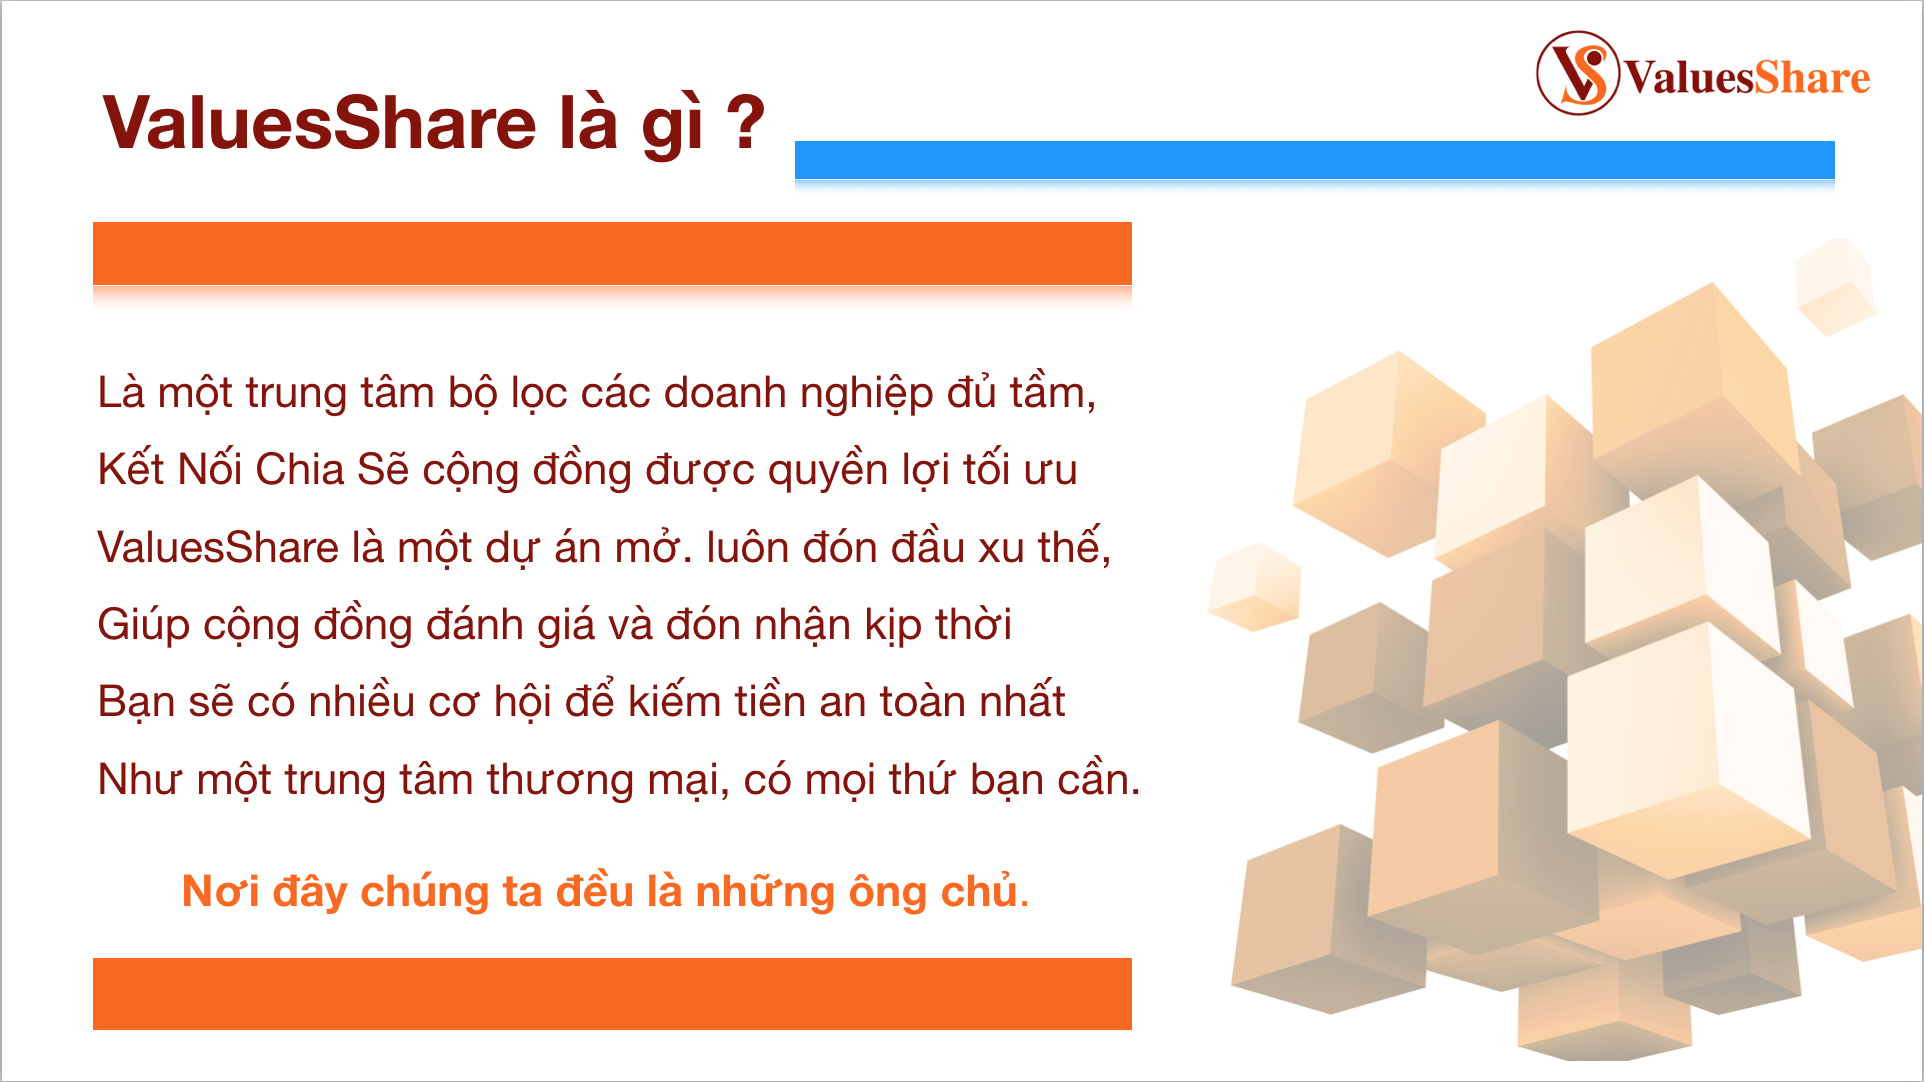 ValuesShare
ValuesShare là gì ?
Là một trung tâm bộ lọc các doanh nghiệp đủ tầm,
Kết Nối Chia Sẽ cộng đồng được quyền lợi tối ưu
ValuesShare là một dự án mở. luôn đón đầu xu thế,
Giúp cộng đồng đánh giá và đón nhận kịp thời
Bạn sẽ có nhiều cơ hội để kiếm tiền an toàn nhất
Như một trung tâm thương mại, có mọi thứ bạn cần.
Nơi đây chúng ta đều là những ông chủ.